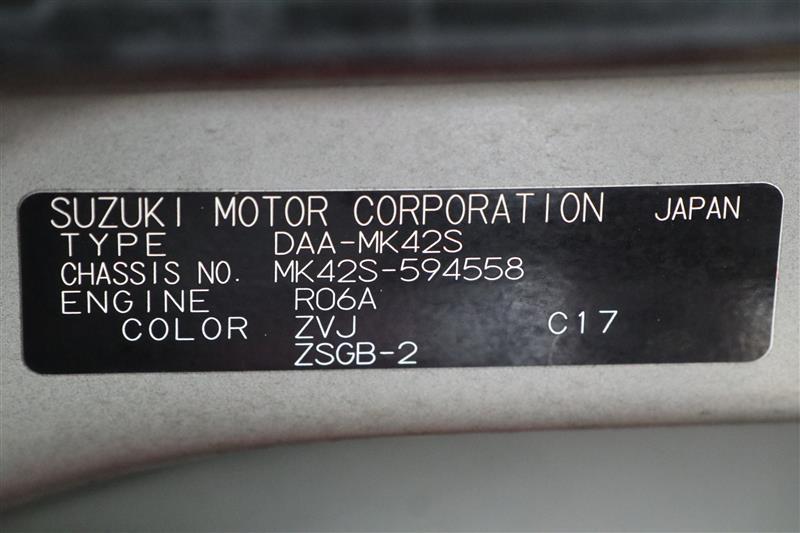 SUZUKI MOTOR CORPORATION JAPAN
TYPE DAA-MK42S
CHASSIS NO. MK42S-594558
ENGINE R06A
COLOR ZVJ C17
ZSGB-2